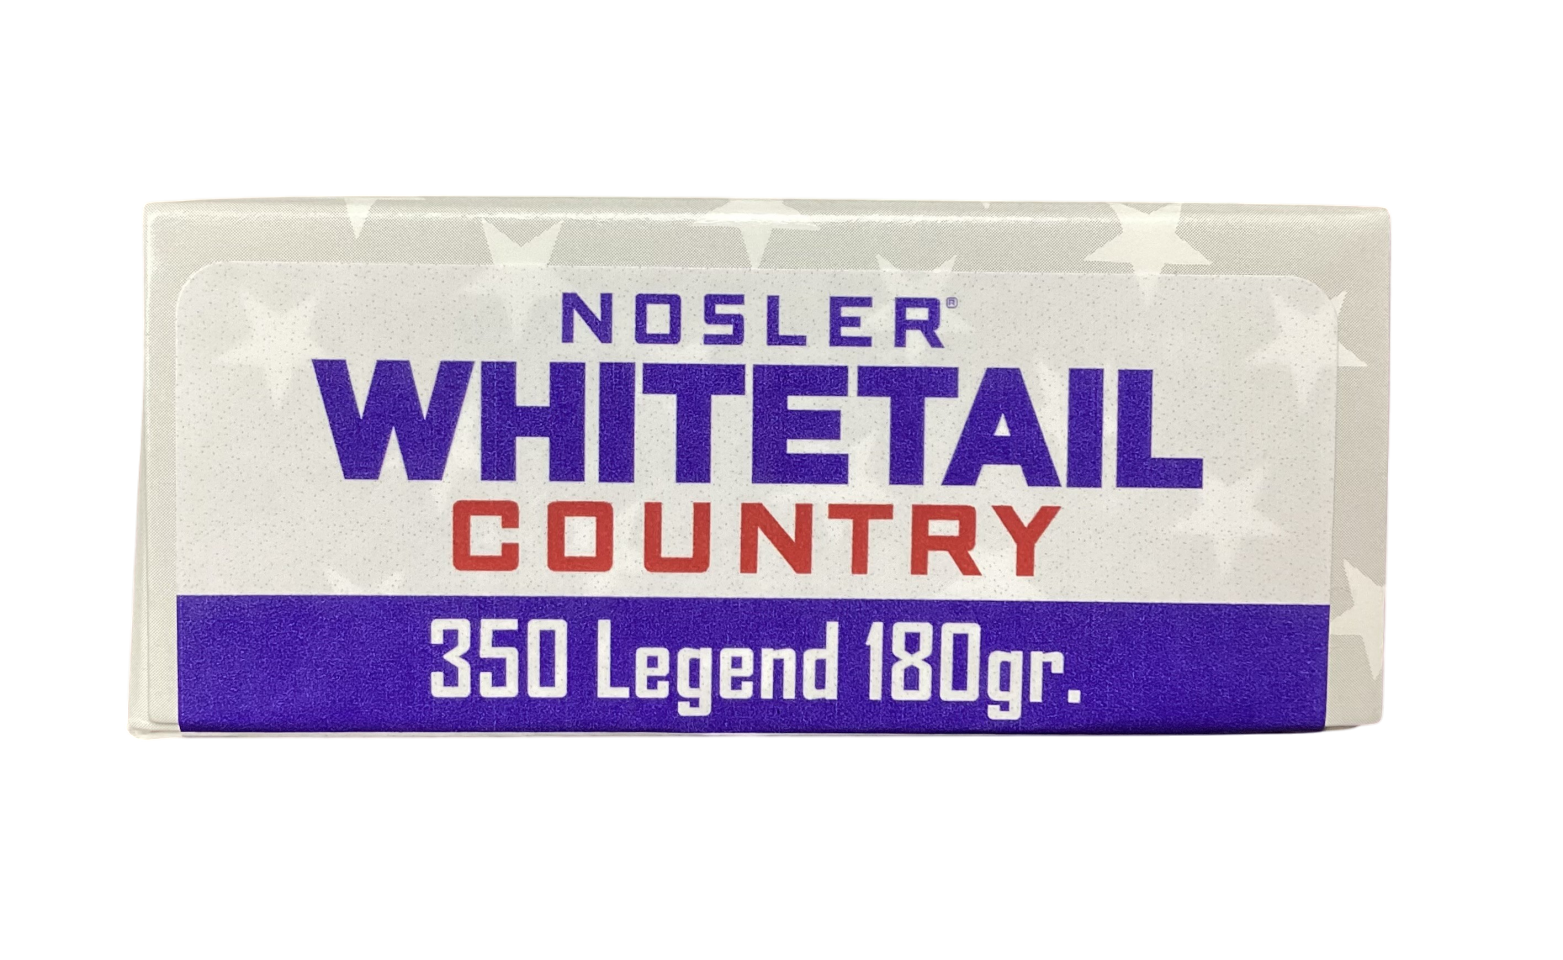 NOSLER®
WHITETAIL
COUNTRY
350 Legend 180gr.